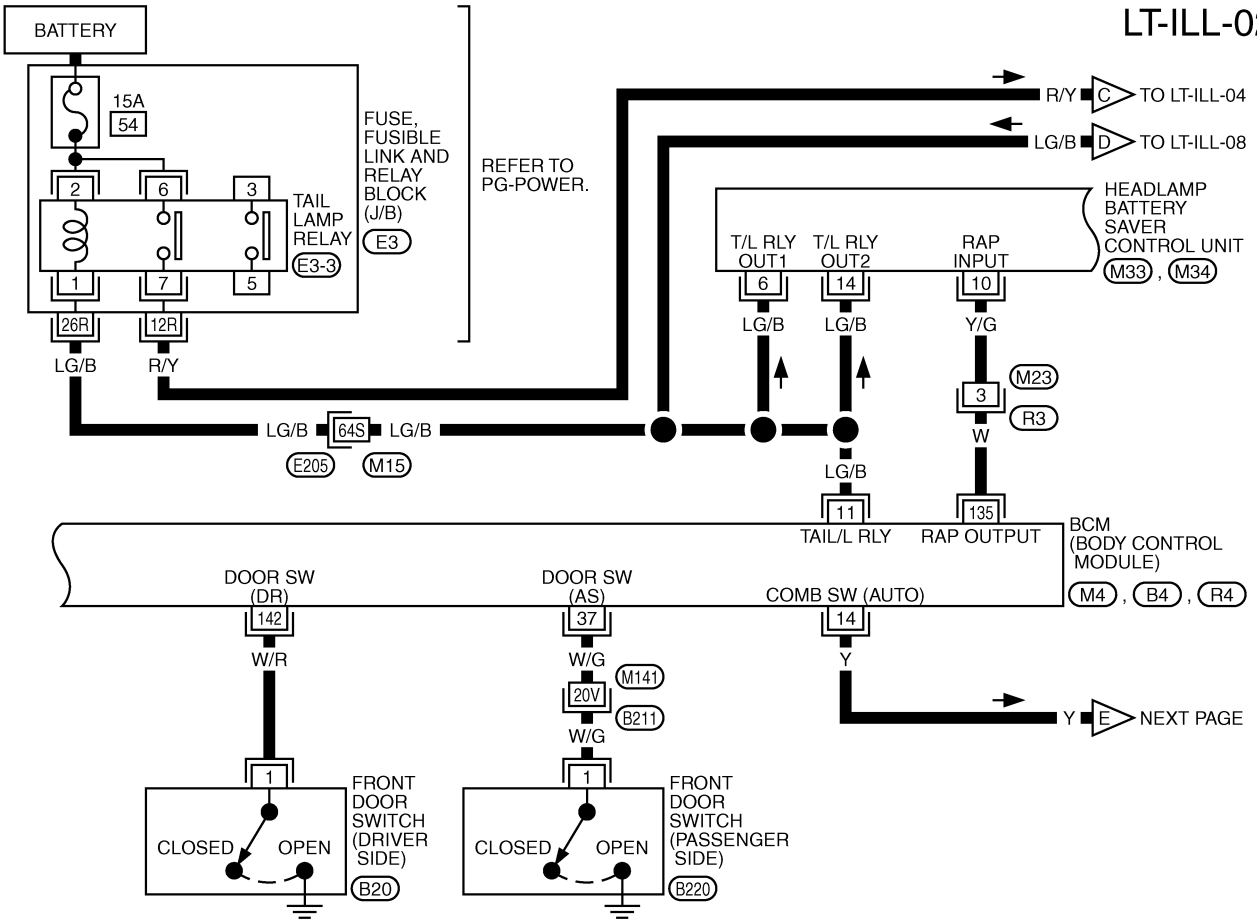 LT-ILL-02
BATTERY
15A
54
FUSE,
FUSIBLE
LINK AND
RELAY
BLOCK
(J/B)
E3
REFER TO
PG-POWER.
2
6
3
TAIL
LAMP
RELAY
E3-3
1
7
5
26R
12R
LG/B
R/Y
R/Y
C
TO LT-ILL-04
LG/B
D
TO LT-ILL-08
HEADLAMP
BATTERY
SAVER
CONTROL UNIT
M33 , M34
T/L RLY
OUT1
T/L RLY
OUT2
RAP
INPUT
6
14
10
LG/B
LG/B
Y/G
3
M23
R3
W
LG/B
64S
LG/B
E205
M15
LG/B
11
135
TAIL/L RLY
RAP OUTPUT
BCM
(BODY CONTROL
MODULE)
M4 , B4 , R4
DOOR SW
(DR)
DOOR SW
(AS)
COMB SW (AUTO)
142
37
14
W/R
W/G
Y
20V
M141
B211
W/G
Y
E
NEXT PAGE
1
CLOSED
OPEN
FRONT
DOOR
SWITCH
(DRIVER
SIDE)
B20
1
CLOSED
OPEN
FRONT
DOOR
SWITCH
(PASSENGER
SIDE)
B220